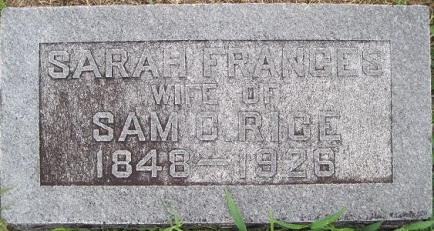 SARAH FRANCES
WIFE OF
SAM C. RICE
1848–1926